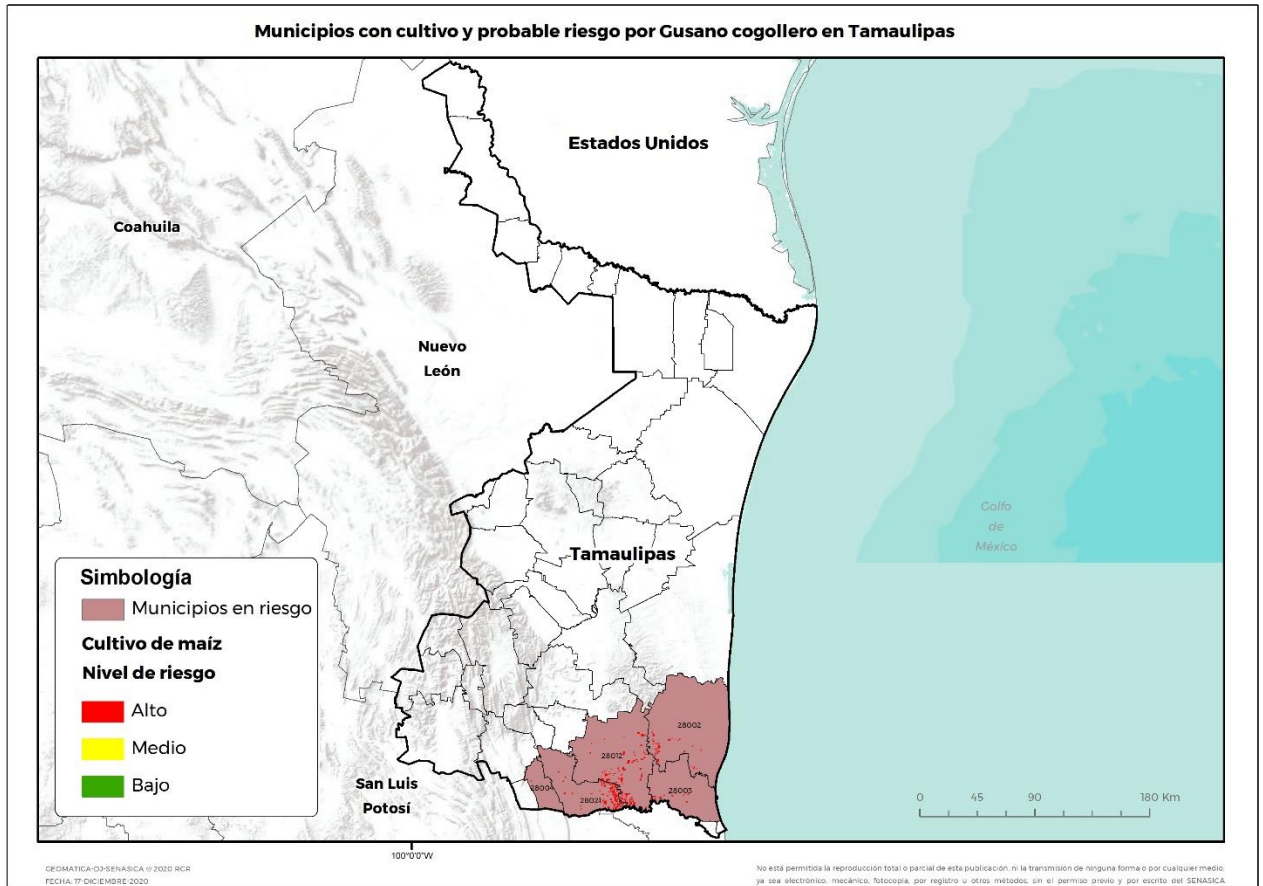 Municipios con cultivo y probable riesgo por Gusano cogollero en Tamaulipas
Estados Unidos
Coahuila
Nuevo
León
Golfo
de
México
Tamaulipas
Simbología
Municipios en riesgo
Cultivo de maíz
Nivel de riesgo
Alto
Medio
Bajo
28002
28012
28004
28021
28003
San Luis
Potosí
0 45 90 180 Km
100°0'0"W
GEOMATICA-DJ-SENASICA © 2020 RCR
FECHA: 17-DICIEMBRE-2020
No está permitida la reproducción total o parcial de esta publicación, ni la transmisión de ninguna forma o por cualquier medio,
ya sea electrónico, mecánico, fotocopia, por registro u otros métodos, sin el permiso previo y por escrito del SENASICA.